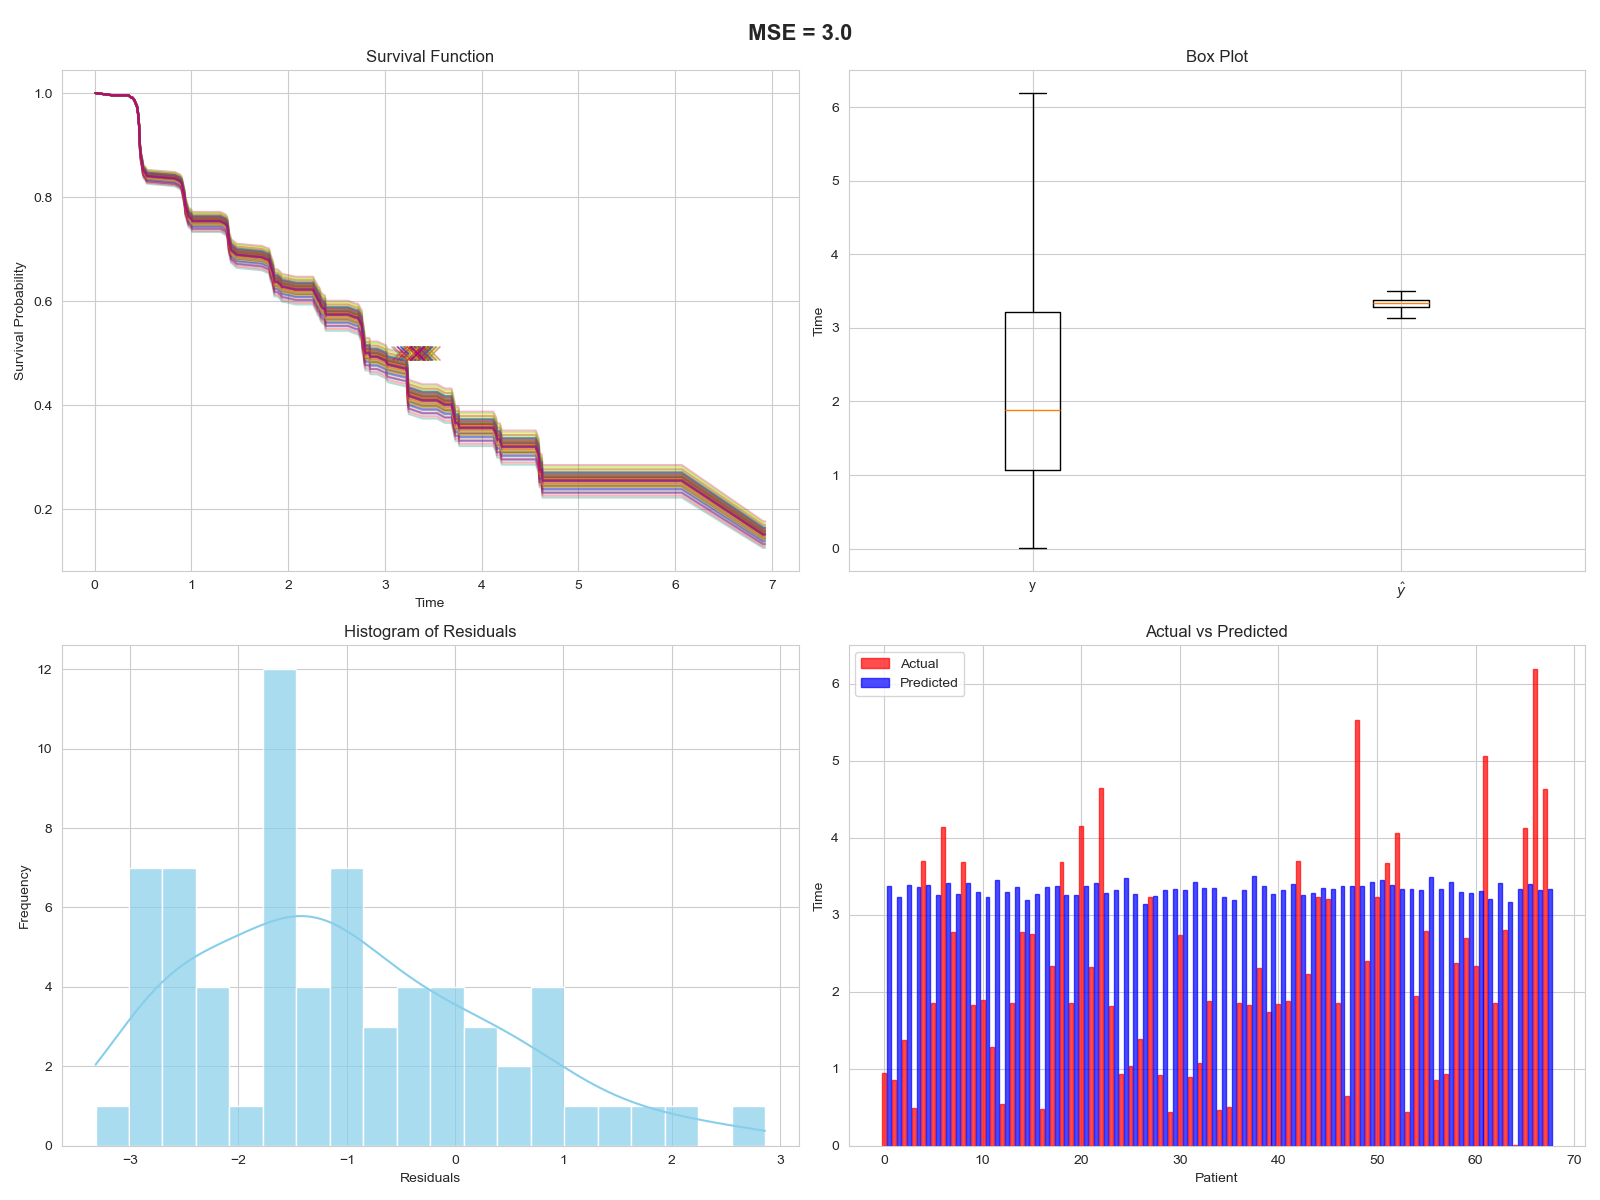 MSE = 3.0
Survival Function
Survival Probability
1.0
0.8
0.6
0.4
0.2
0 1 2 3 4 5 6 7
Time
Box Plot
Time
6
5
4
3
2
1
0
y ŷ
Histogram of Residuals
Frequency
12
10
8
6
4
2
0
−3 −2 −1 0 1 2 3
Residuals
Actual vs Predicted
Actual
Predicted
Time
6
5
4
3
2
1
0
0 10 20 30 40 50 60 70
Patient